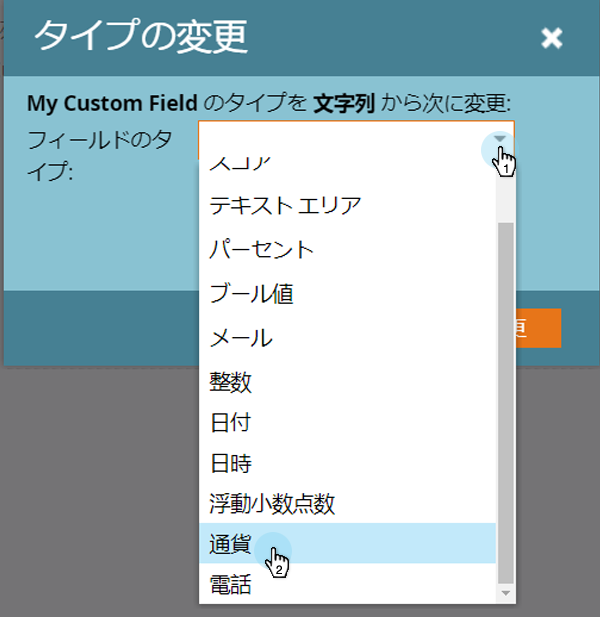 タイプの変更
My Custom Field のタイプを 文字列 から次に変更:
フィールドのタ
イプ:
1
スコア
テキスト エリア
パーセント
ブール値
メール
更
整数
日付
日時
浮動小数点数
通貨
2
電話